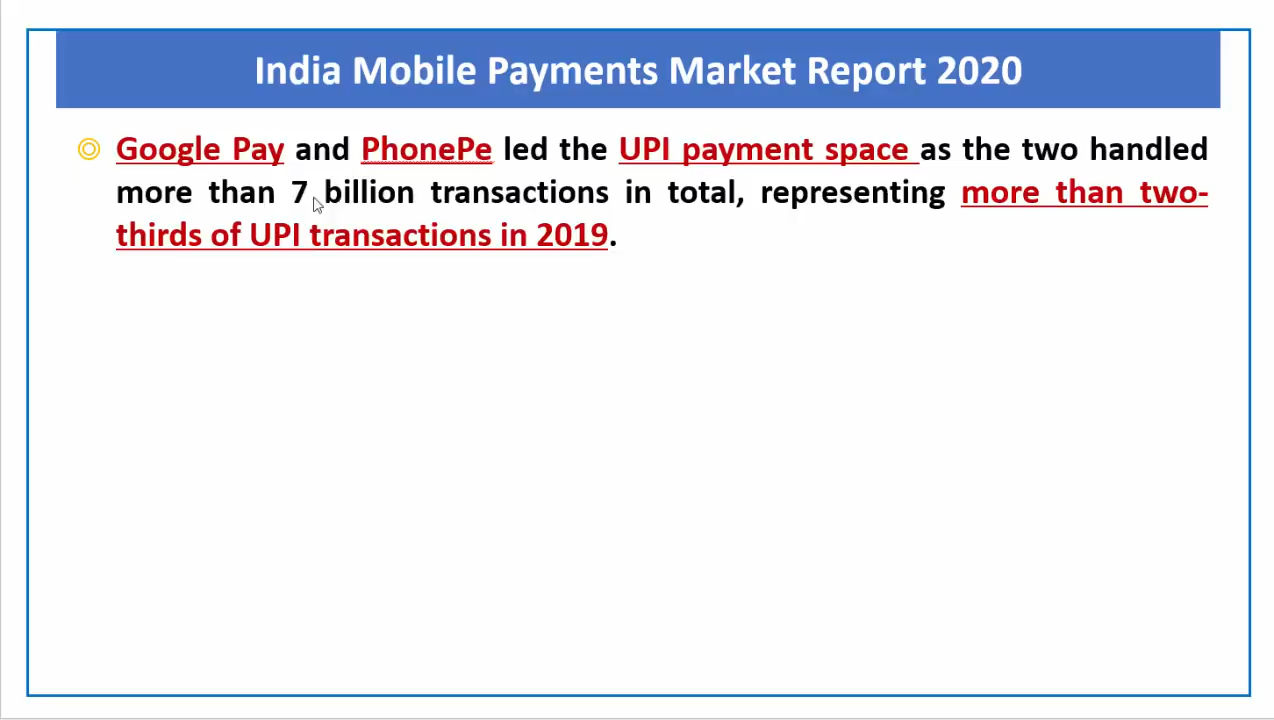 India Mobile Payments Market Report 2020
Google Pay and PhonePe led the UPI payment space as the two handled
more than 7 billion transactions in total, representing more than two-
thirds of UPI transactions in 2019.